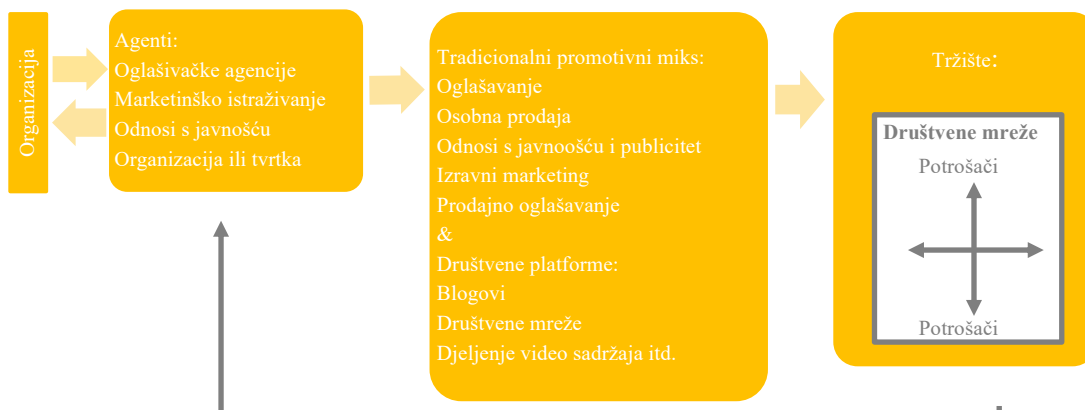 Organizacija
Agenti:
Oglašivačke agencije
Marketinško istraživanje
Odnosi s javnošću
Organizacija ili tvrtka
Tradicionalni promotivni miks:
Oglašavanje
Osobna prodaja
Odnosi s javnoošću i publicitet
Izravni marketing
Prodajno oglašavanje
&
Društvene platforme:
Blogovi
Društvene mreže
Djeljenje video sadržaja itd.
Tržište:
Društvene mreže
Potrošači
Potrošači